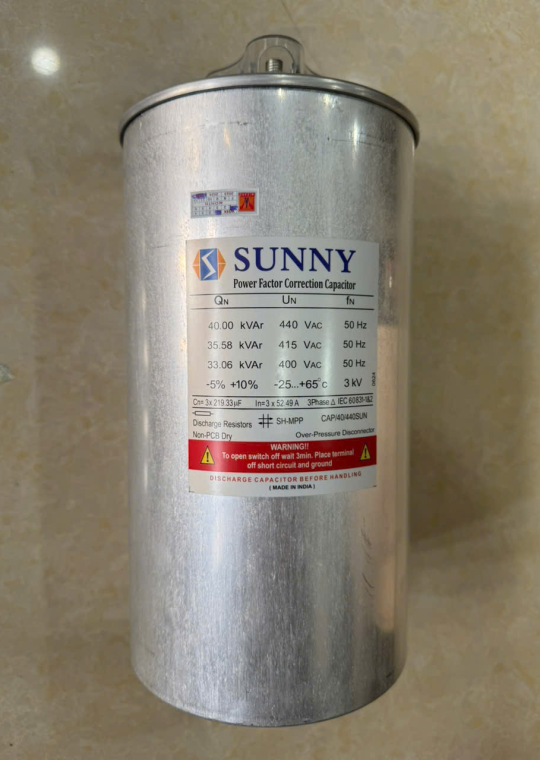 SUNNY
Power Factor Correction Capacitor
QN UN fN
40.00 kVAr 440 VAC 50 Hz
35.58 kVAr 415 VAC 50 Hz
33.06 kVAr 400 VAC 50 Hz
-5% +10% -25...+65°c 3 kV
Cn= 3x 219.33µF In=3 x 52.49 A 3Phase Δ IEC 60831-1&2
Discharge Resistors SH-MPP CAP/40/440SUN
Non-PCB Dry Over-Pressure Disconnector
WARNING!!
To open switch off wait 3min. Place terminal
off short circuit and ground
DISCHARGE CAPACITOR BEFORE HANDLING
( MADE IN INDIA )